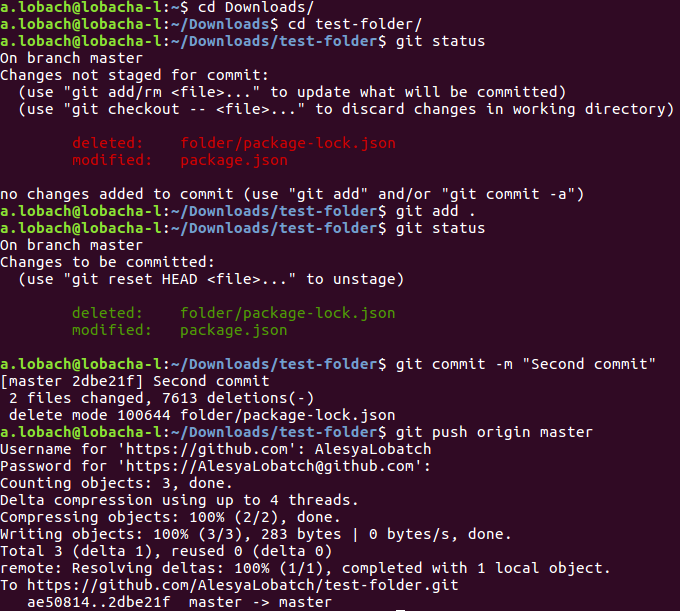 a.lobach@lobacha-l:~$ cd Downloads/
a.lobach@lobacha-l:~/Downloads$ cd test-folder/
a.lobach@lobacha-l:~/Downloads/test-folder$ git status
On branch master
Changes not staged for commit:
  (use "git add/rm <file>..." to update what will be committed)
  (use "git checkout -- <file>..." to discard changes in working directory)
        deleted:    folder/package-lock.json
        modified:   package.json
no changes added to commit (use "git add" and/or "git commit -a")
a.lobach@lobacha-l:~/Downloads/test-folder$ git add .
a.lobach@lobacha-l:~/Downloads/test-folder$ git status
On branch master
Changes to be committed:
  (use "git reset HEAD <file>..." to unstage)
        deleted:    folder/package-lock.json
        modified:   package.json
a.lobach@lobacha-l:~/Downloads/test-folder$ git commit -m "Second commit"
[master 2dbe21f] Second commit
 2 files changed, 7613 deletions(-)
 delete mode 100644 folder/package-lock.json
a.lobach@lobacha-l:~/Downloads/test-folder$ git push origin master
Username for 'https://github.com': AlesyaLobatch
Password for 'https://AlesyaLobatch@github.com':
Counting objects: 3, done.
Delta compression using up to 4 threads.
Compressing objects: 100% (2/2), done.
Writing objects: 100% (3/3), 283 bytes | 0 bytes/s, done.
Total 3 (delta 1), reused 0 (delta 0)
remote: Resolving deltas: 100% (1/1), completed with 1 local object.
To https://github.com/AlesyaLobatch/test-folder.git
   ae50814..2dbe21f  master -> master